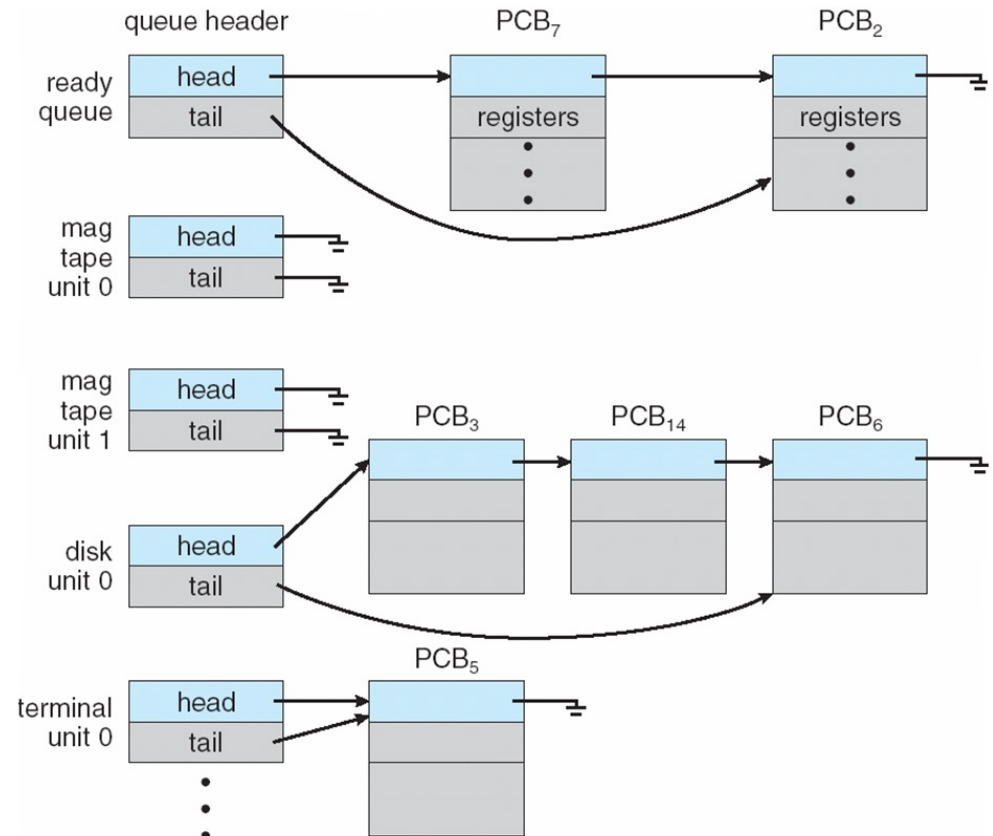 queue header
PCB₇
PCB₂
ready
queue
head
tail
registers
registers
mag
tape
unit 0
head
tail
mag
tape
unit 1
head
tail
PCB₃
PCB₁₄
PCB₆
disk
unit 0
head
tail
PCB₅
terminal
unit 0
head
tail